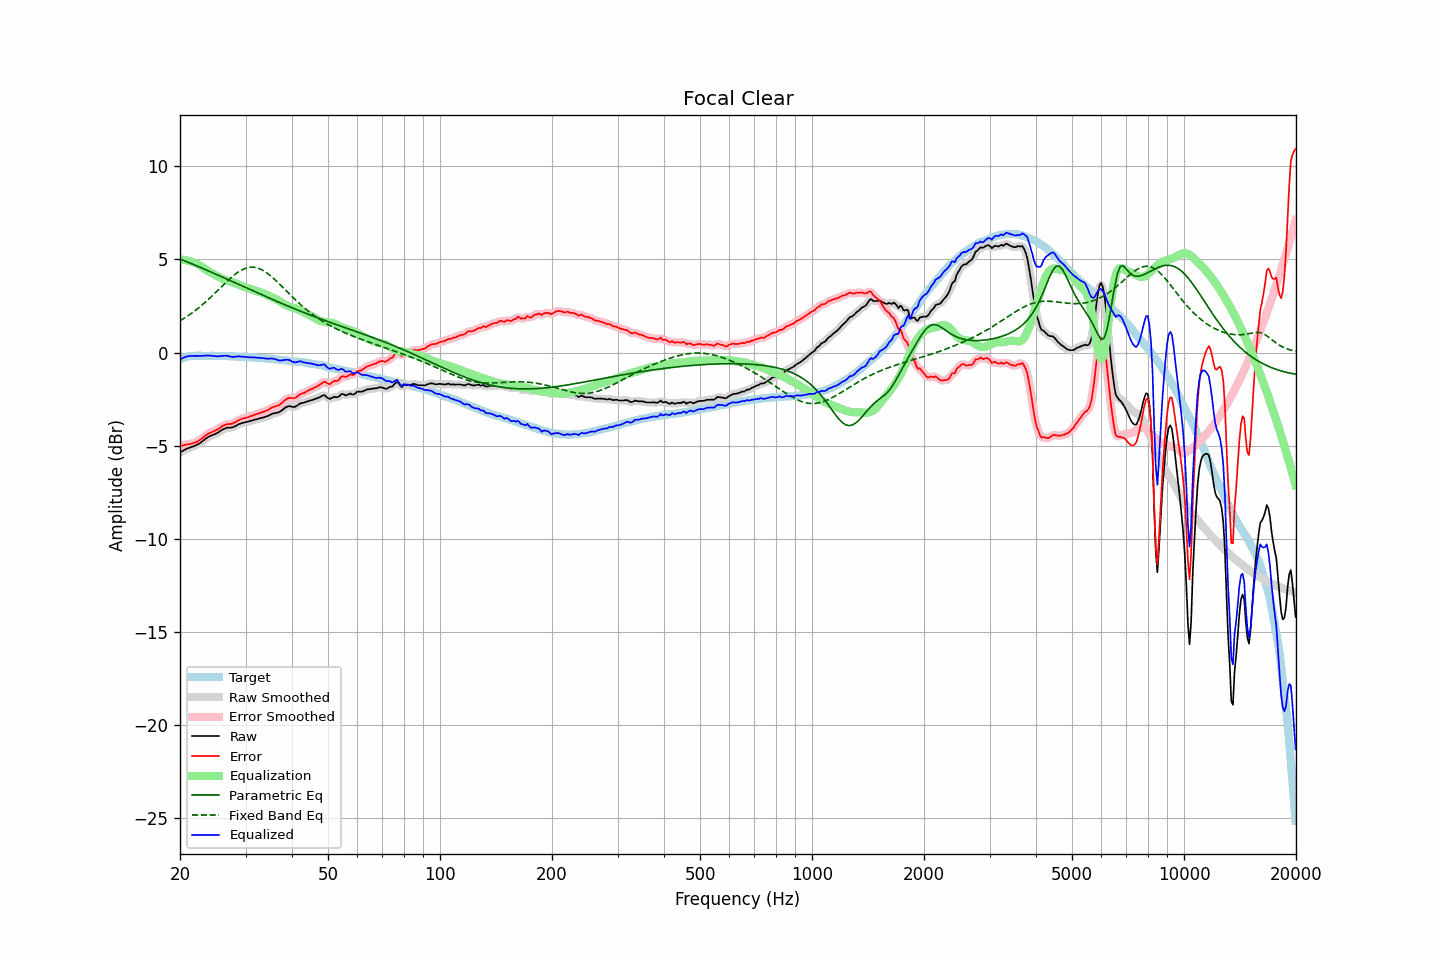 Focal Clear
Amplitude (dBr)
10
5
0
−5
−10
−15
−20
−25
Target
Raw Smoothed
Error Smoothed
Raw
Error
Equalization
Parametric Eq
Fixed Band Eq
Equalized
20 50 100 200 500 1000 2000 5000 10000 20000
Frequency (Hz)